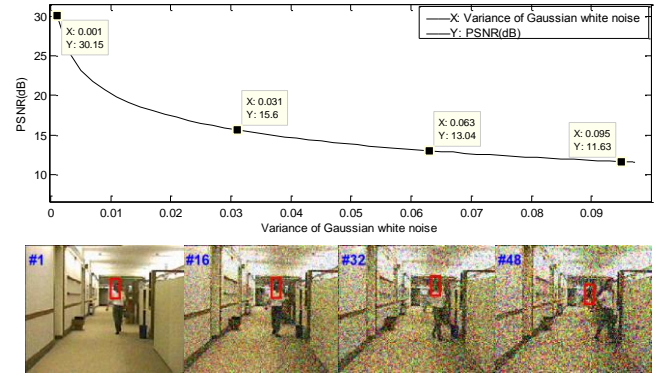 X: Variance of Gaussian white noise
Y: PSNR(dB)
30
25
20
15
10
PSNR(dB)
X: 0.001
Y: 30.15
X: 0.031
Y: 15.6
X: 0.063
Y: 13.04
X: 0.095
Y: 11.63
0 0.01 0.02 0.03 0.04 0.05 0.06 0.07 0.08 0.09
Variance of Gaussian white noise
#1 #16 #32 #48